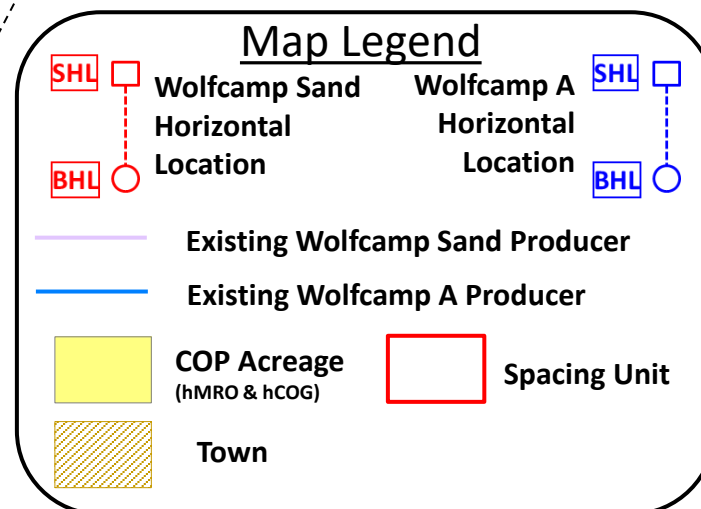 Map Legend
SHL
Wolfcamp Sand
Horizontal
Location
BHL
Wolfcamp A
Horizontal
Location
SHL
BHL
Existing Wolfcamp Sand Producer
Existing Wolfcamp A Producer
COP Acreage
(hMRO & hCOG)
Spacing Unit
Town